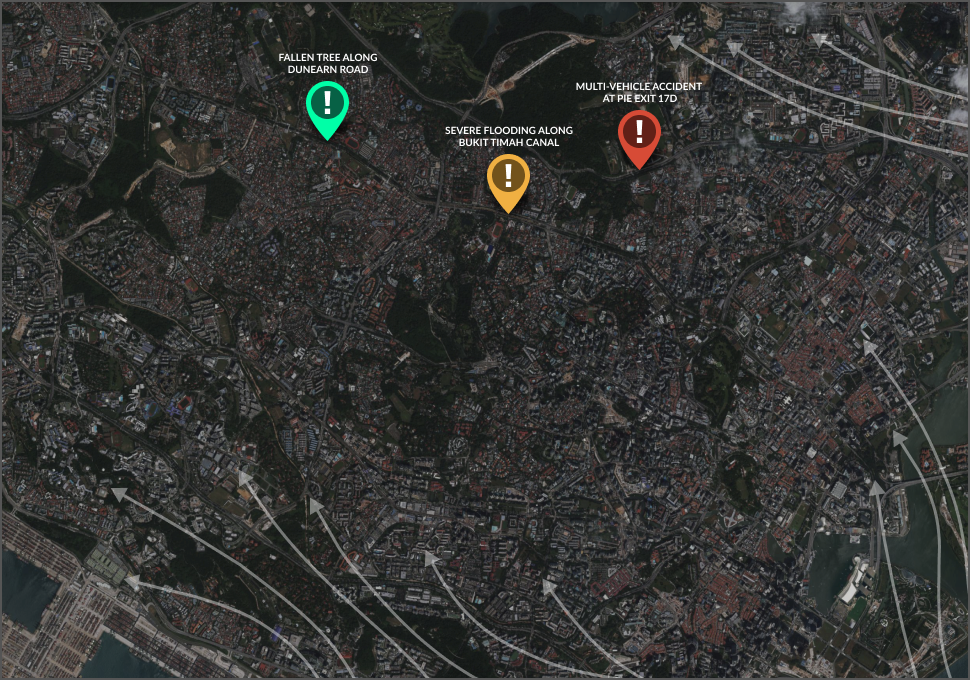 FALLEN TREE ALONG
DUNEARN ROAD
!
MULTI-VEHICLE ACCIDENT
AT PIE EXIT 17D
!
SEVERE FLOODING ALONG
BUKIT TIMAH CANAL
!